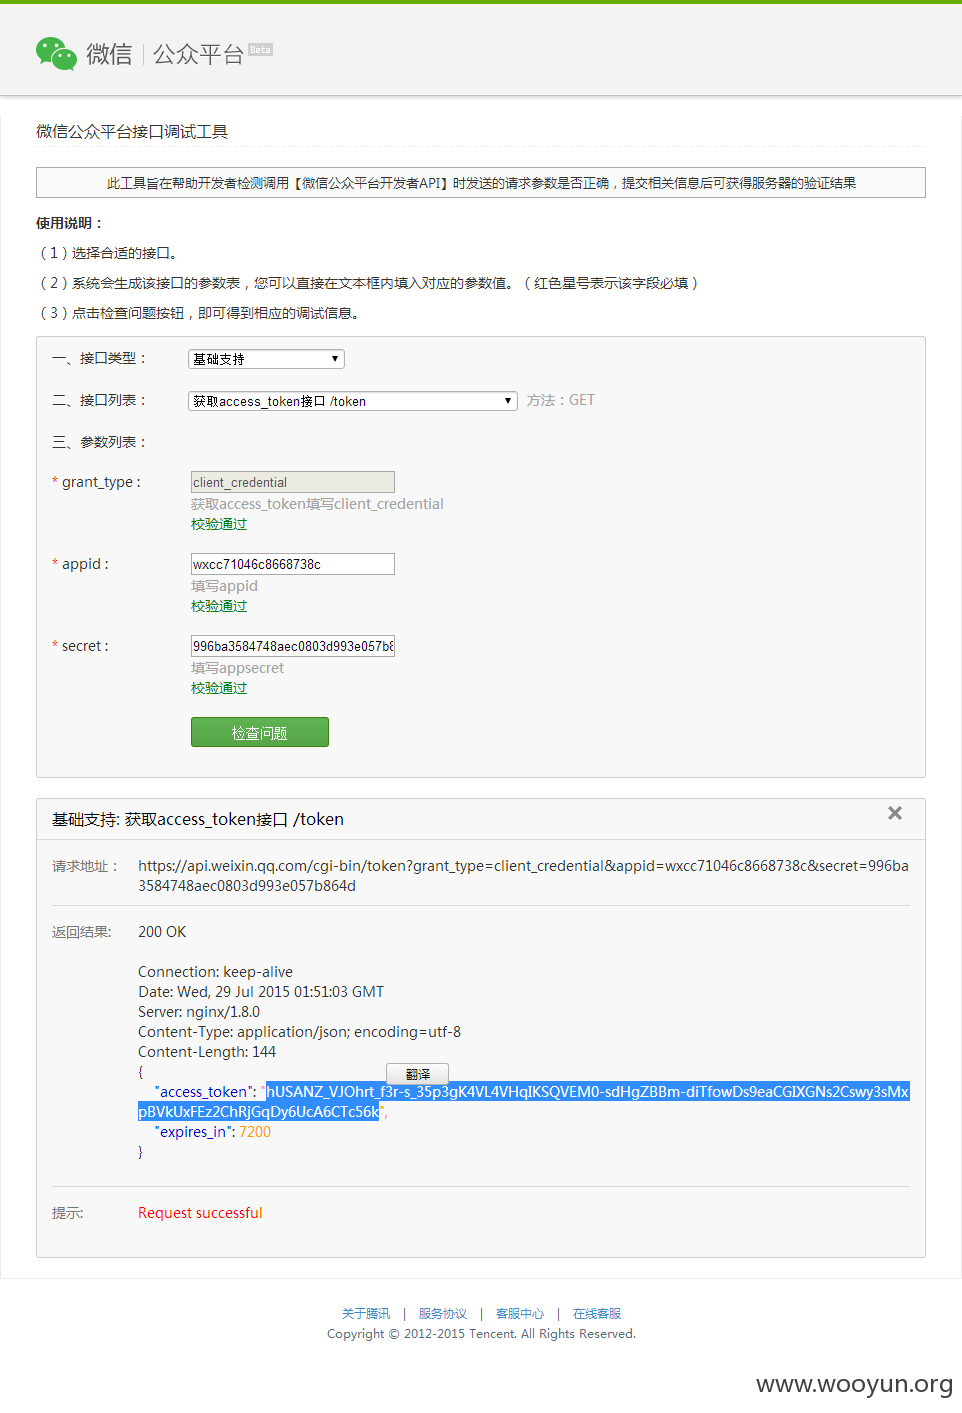 微信 | 公众平台 Beta
微信公众平台接口调试工具
此工具旨在帮助开发者检测调用【微信公众平台开发者API】时发送的请求参数是否正确，提交相关信息后可获得服务器的验证结果
使用说明：
（1）选择合适的接口。
（2）系统会生成该接口的参数表，您可以直接在文本框内填入对应的参数值。（红色星号表示该字段必填）
（3）点击检查问题按钮，即可得到相应的调试信息。
一、接口类型： 基础支持
二、接口列表： 获取access_token接口 /token 方法：GET
三、参数列表：
* grant_type : client_credential
获取access_token填写client_credential
校验通过
* appid : wxcc71046c8668738c
填写appid
校验通过
* secret : 996ba3584748aec0803d993e057b8
填写appsecret
校验通过
检查问题
基础支持: 获取access_token接口 /token
请求地址： https://api.weixin.qq.com/cgi-bin/token?grant_type=client_credential&appid=wxcc71046c8668738c&secret=996ba
3584748aec0803d993e057b864d
返回结果: 200 OK
Connection: keep-alive
Date: Wed, 29 Jul 2015 01:51:03 GMT
Server: nginx/1.8.0
Content-Type: application/json; encoding=utf-8
Content-Length: 144
{
翻译
"access_token": "hUSANZ_VJOhrt_f3r-s_35p3gK4VL4VHqIKSQVEM0-sdHgZBBm-diTfowDs9eaCGIXGNs2Cswy3sMx
pBVkUxFEz2ChRjGqDy6UcA6CTc56k",
"expires_in": 7200
}
提示: Request successful
关于腾讯 | 服务协议 | 客服中心 | 在线客服
Copyright © 2012-2015 Tencent. All Rights Reserved.
www.wooyun.org